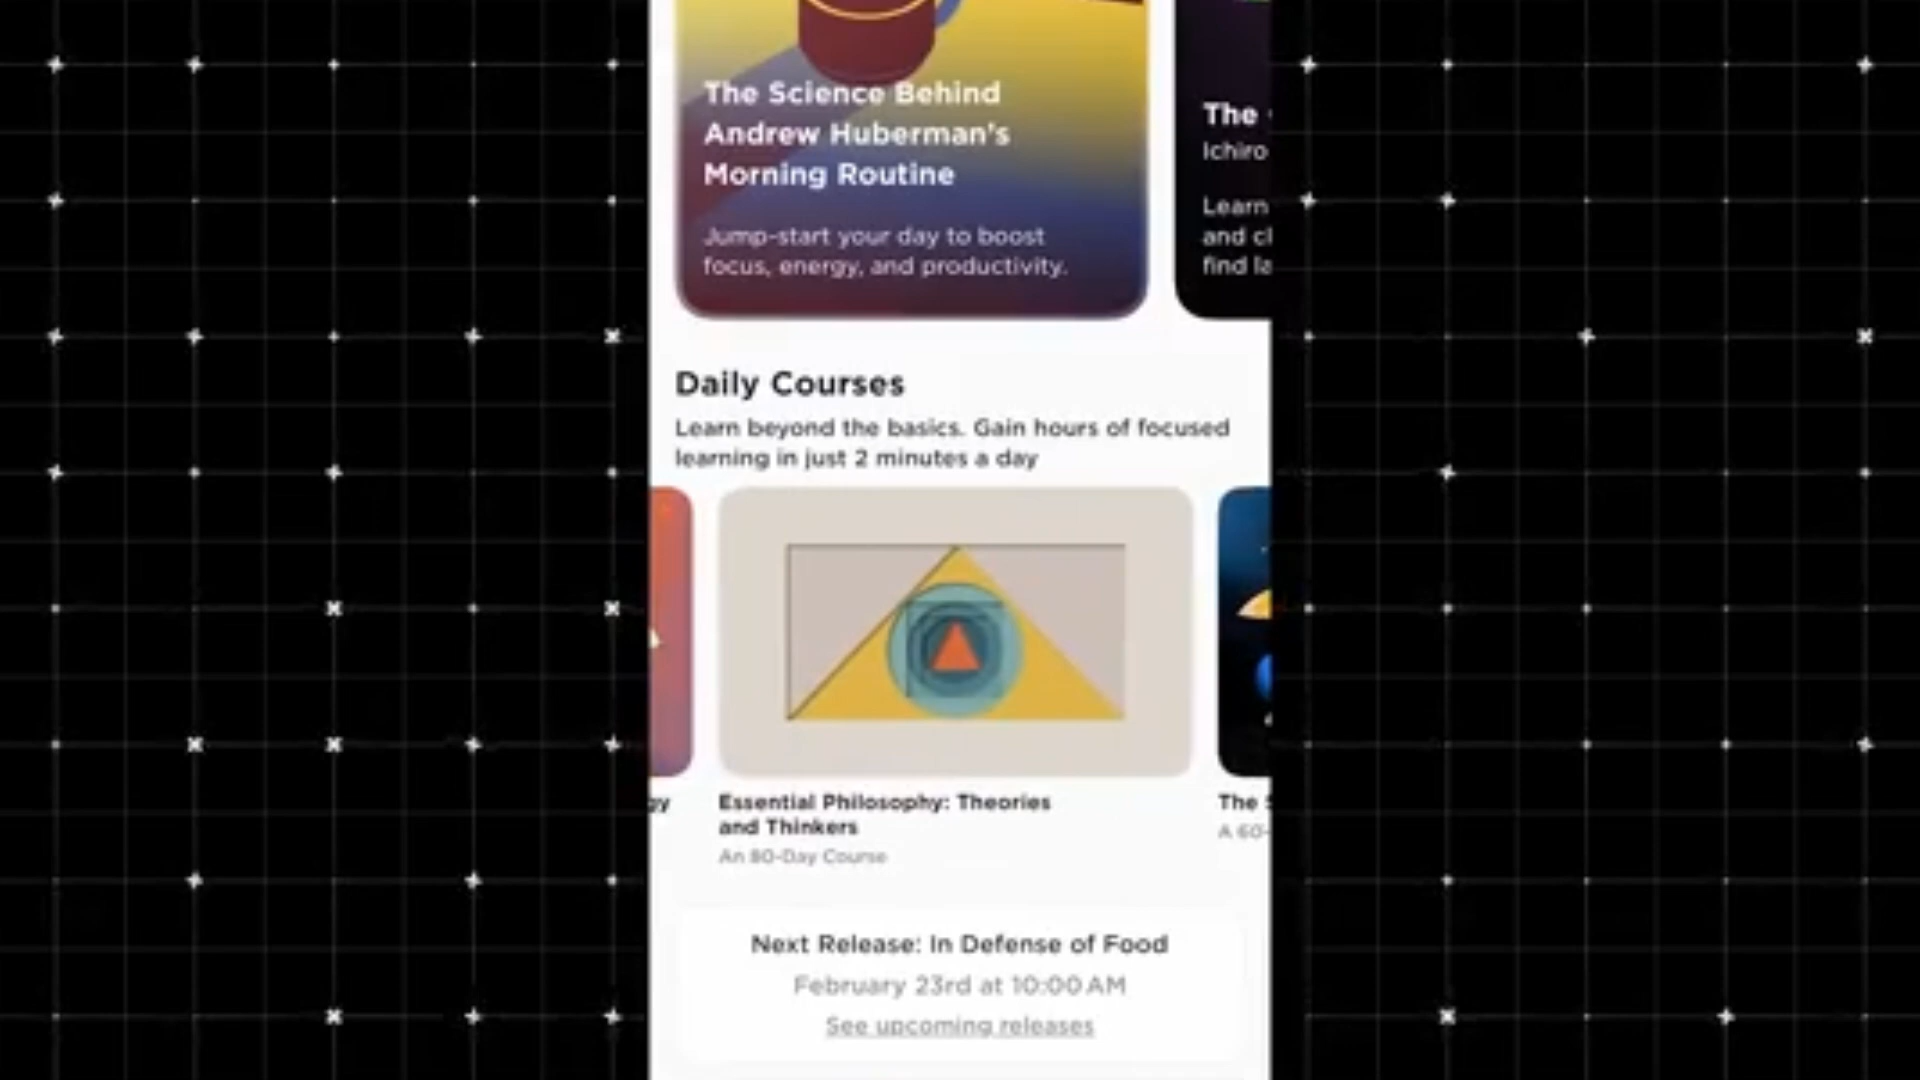 The Science Behind
Andrew Huberman's
Morning Routine
Jump-start your day to boost
focus, energy, and productivity.
The
Ichiro
Learn
and
find
Daily Courses
Learn beyond the basics. Gain hours of focused
learning in just 2 minutes a day
Essential Philosophy: Theories
and Thinkers
An 80-Day Course
The
A 60-
Next Release: In Defense of Food
February 23rd at 10:00 AM
See upcoming releases